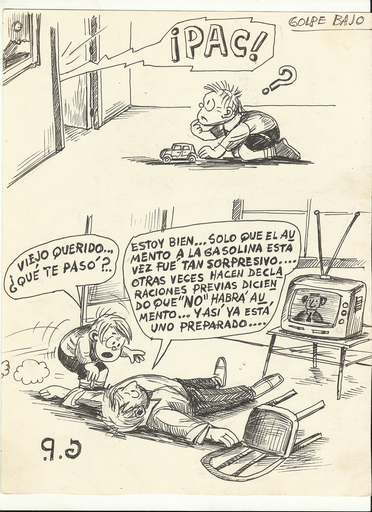 GOLPE BAJO
¡PAC!
?
VIEJO QUERIDO...
¿QUE TE PASÓ?..
ESTOY BIEN... SOLO QUE EL AU
MENTO A LA GASOLINA ESTA
VEZ FUE TAN SORPRESIVO....
OTRAS VECES HACEN DECLA
RACIONES PREVIAS DICIEN
DO QUE "NO" HABRÁ AU
MENTO... Y ASÍ YA ESTÁ
UNO PREPARADO....
G.P.